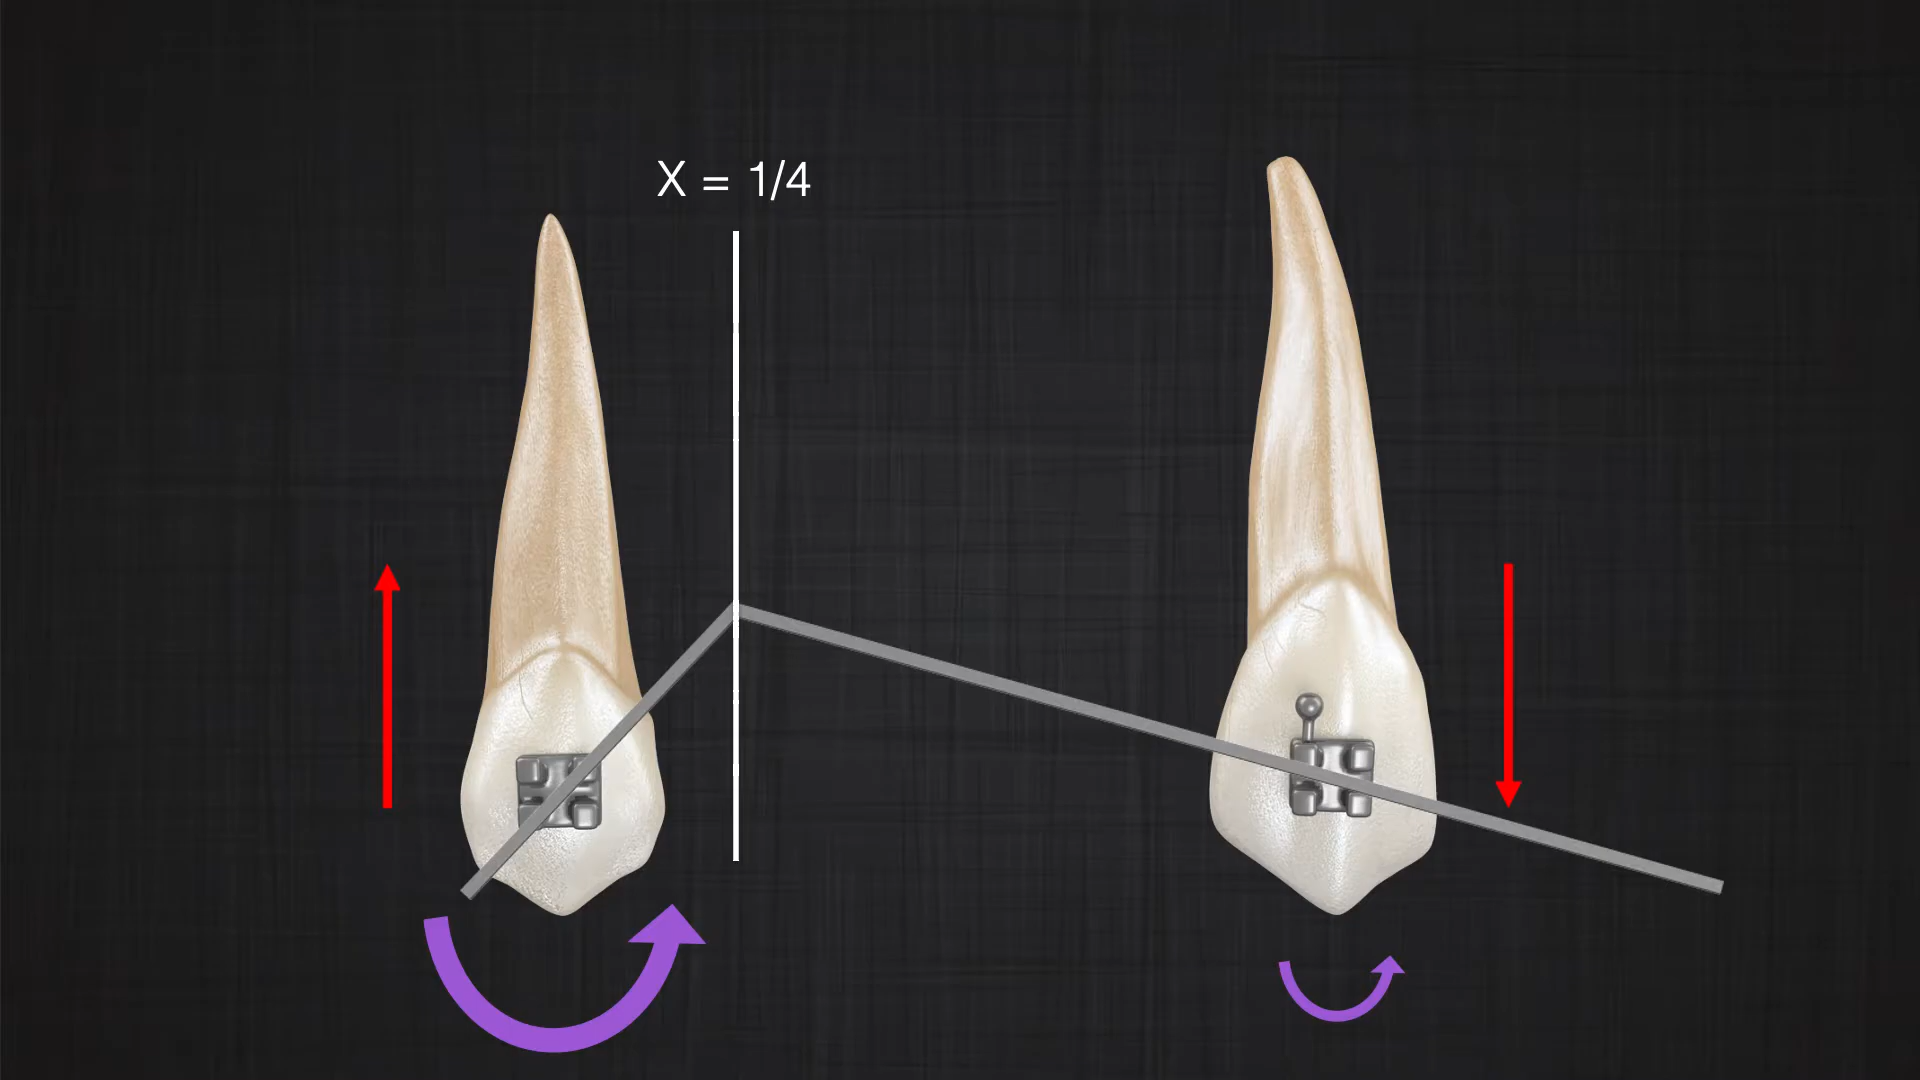 X = 1/4